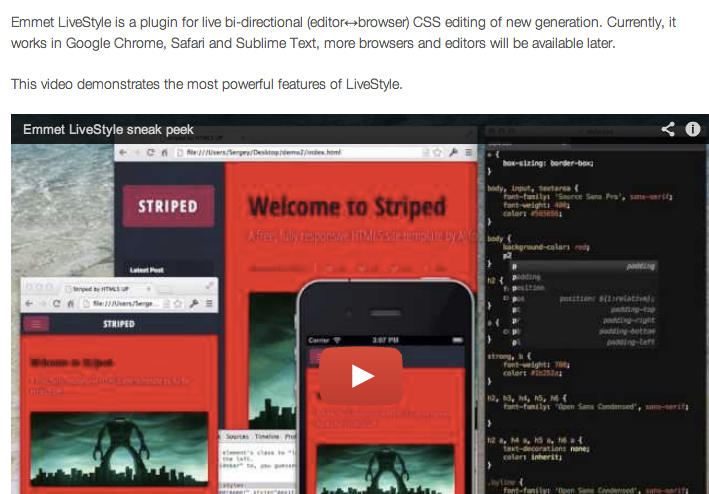 Emmet LiveStyle is a plugin for live bi-directional (editor↔browser) CSS editing of new generation. Currently, it
works in Google Chrome, Safari and Sublime Text, more browsers and editors will be available later.
This video demonstrates the most powerful features of LiveStyle.
Emmet LiveStyle sneak peek
file:///Users/Sergey/Desktop/demo2/index.html
STRIPED
Welcome to Striped
A free, fully responsive HTML5 site template by
Latest Post
Striped by HTML5 UP
file:///Users/Serge...
STRIPED
Welcome to Striped
Carrier
3:07 PM
Sources Timeline
element's class to "l
the left.
to, you guess
box-sizing: border-box;
}
body, input, textarea {
font-family: 'Source Sans Pro', sans-serif;
font-weight: 400;
color: #565656;
}
body {
background-color: red;
p2
p padding
padding
position
pos position: ${1:relative};
padding-top
padding-right
padding-bottom
padding-left
}
h2 {
a {
strong, b {
font-weight: 700;
color: #1b252a;
}
h2, h3, h4, h5, h6 {
font-family: 'Open Sans Condensed', sans-serif;
}
h2 a, h4 a, h5 a, h6 a {
text-decoration: none;
color: inherit;
}
.byline {
font-family: 'Open Sans Condensed', sans-serif;